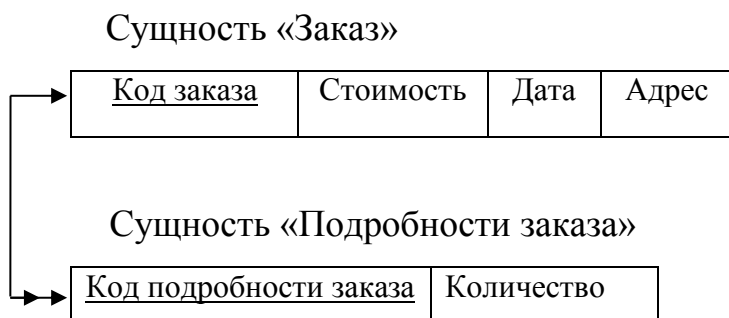 Сущность «Заказ»
Код заказа Стоимость Дата Адрес
Сущность «Подробности заказа»
Код подробности заказа Количество